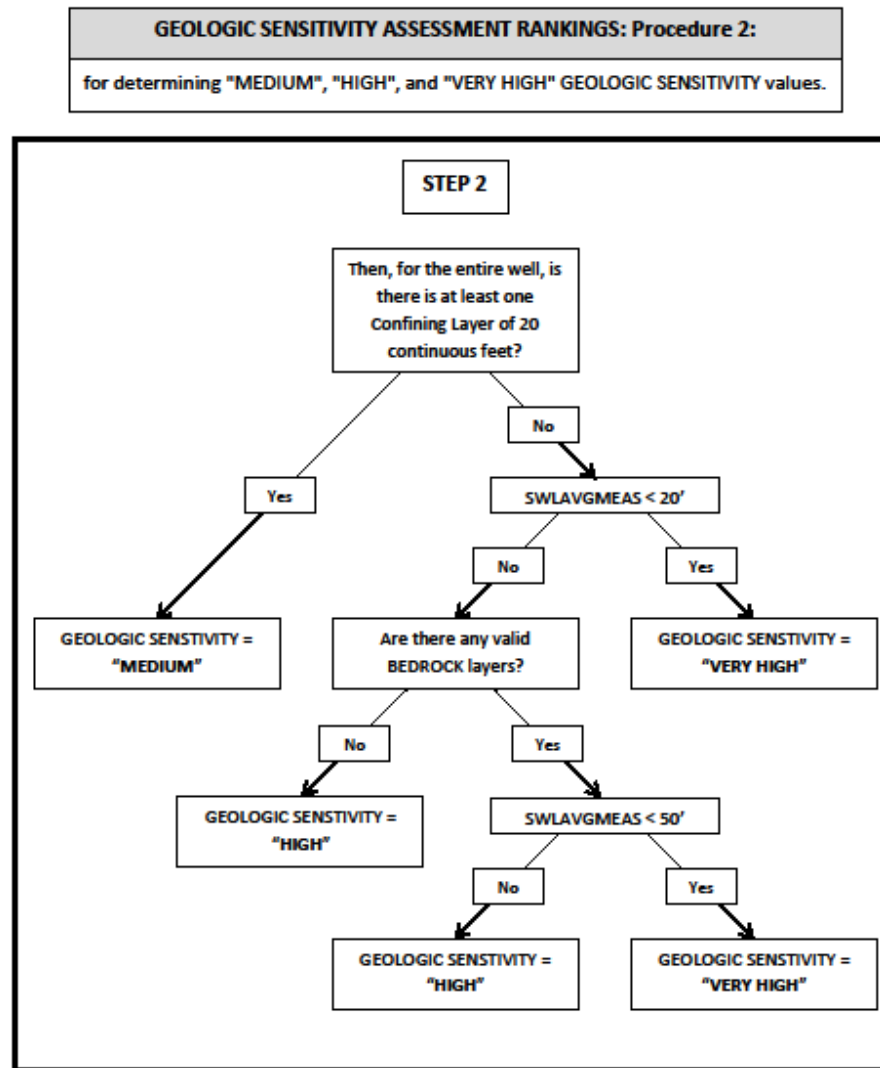 GEOLOGIC SENSITIVITY ASSESSMENT RANKINGS: Procedure 2:
for determining "MEDIUM", "HIGH", and "VERY HIGH" GEOLOGIC SENSITIVITY values.
STEP 2
Then, for the entire well, is
there is at least one
Confining Layer of 20
continuous feet?
No
Yes
SWLAVGMEAS < 20'
No
Yes
GEOLOGIC SENSTIVITY =
“MEDIUM”
Are there any valid
BEDROCK layers?
GEOLOGIC SENSTIVITY =
“VERY HIGH”
No
Yes
GEOLOGIC SENSTIVITY =
“HIGH”
SWLAVGMEAS < 50'
No
Yes
GEOLOGIC SENSTIVITY =
“HIGH”
GEOLOGIC SENSTIVITY =
“VERY HIGH”